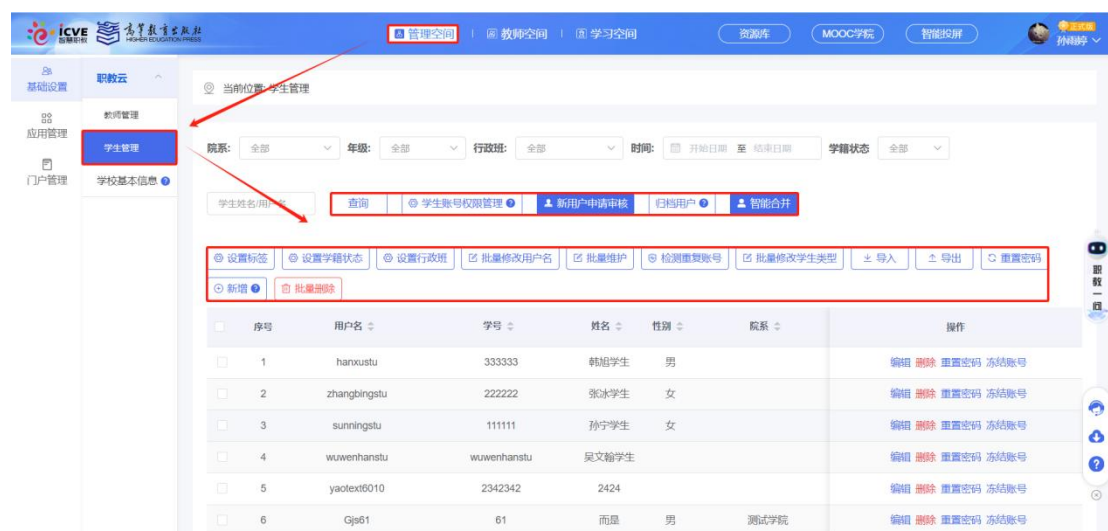 icve 智慧职教 高等教育出版社 HIGHER EDUCATION PRESS 管理空间 教师空间 学习空间 资源库 MOOC学院 智能投屏 正式版 孙雨婷
基础设置
应用管理
门户管理
职教云
教师管理
学生管理
学校基本信息
当前位置: 学生管理
院系: 全部 年级: 全部 行政班: 全部 时间: 开始日期 至 结束日期 学籍状态 全部
学生姓名/用户名 查询 学生账号权限管理 新用户申请审核 归档用户 智能合并
设置标签 设置学籍状态 设置行政班 批量修改用户名 批量维护 检测重复账号 批量修改学生类型 导入 导出 重置密码
新增 批量删除
序号 用户名 学号 姓名 性别 院系 操作
1 hanxustu 333333 韩旭学生 男 编辑 删除 重置密码 冻结账号
2 zhangbingstu 222222 张冰学生 女 编辑 删除 重置密码 冻结账号
3 sunningstu 111111 孙宁学生 女 编辑 删除 重置密码 冻结账号
4 wuwenhanstu wuwenhanstu 吴文翰学生 编辑 删除 重置密码 冻结账号
5 yaotext6010 2342342 2424 编辑 删除 重置密码 冻结账号
6 Gjs61 61 而是 男 测试学院 编辑 删除 重置密码 冻结账号
职教一问